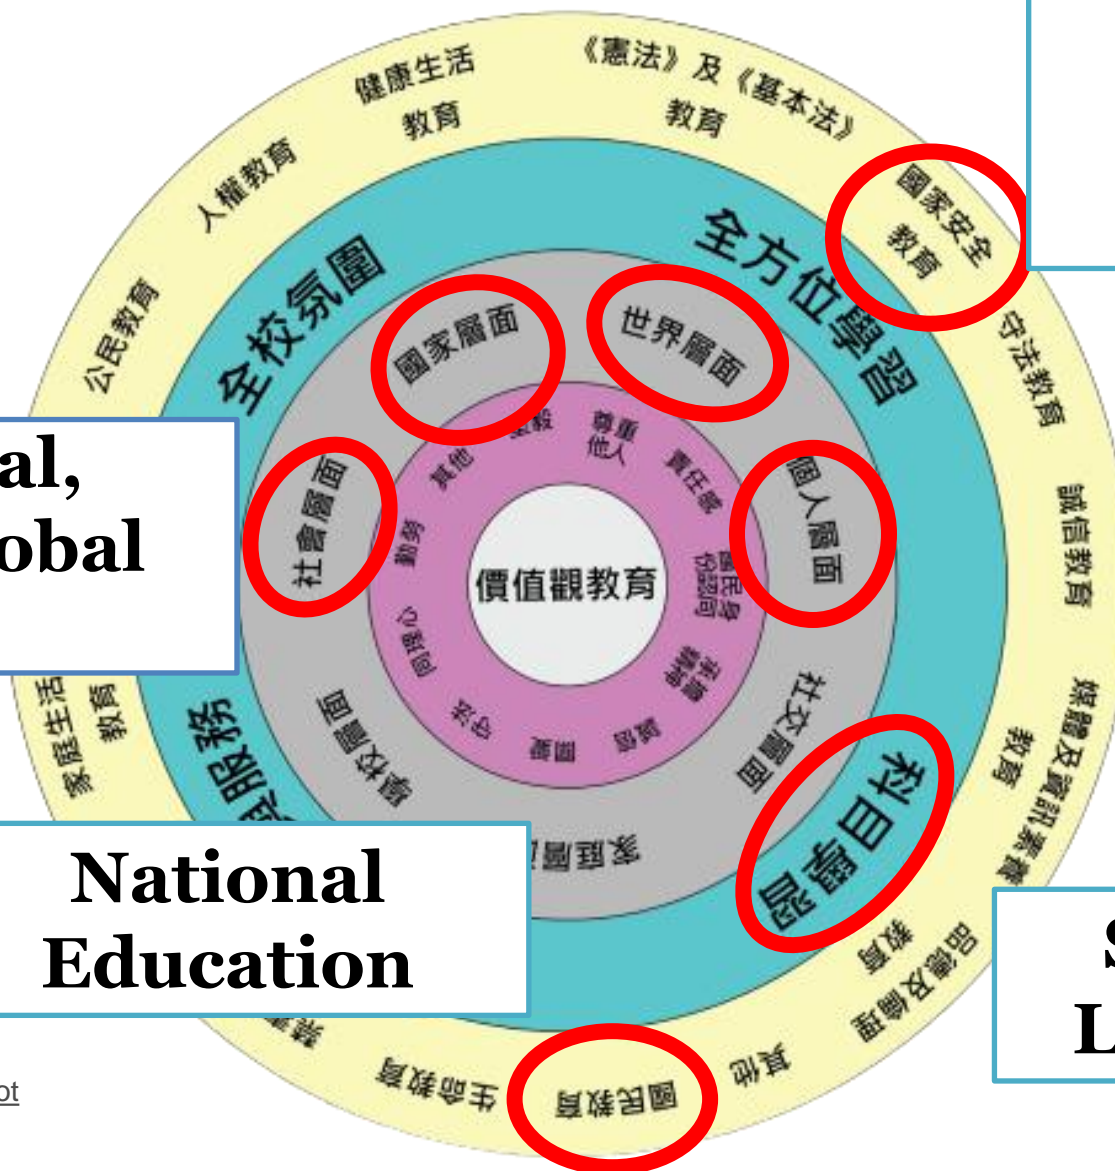 健康生活
教育
《憲法》及《基本法》
教育
國家安全
教育
守法教育
誠信教育
媒體及資訊素養
教育
品德及倫理
教育
其他
國民教育
生命教育
家庭生活
教育
公民教育
人權教育
全校氛圍
全方位學習
科目學習
服務
國家層面
世界層面
個人層面
社交層面
家庭層
學校層面
社會層面
毅
尊重
他人
責任感
國民身
份認同
承擔
精神
誠信
關愛
守法
同理心
勤勞
其他
價值觀教育
al,
obal
National
Education
S
L
ot